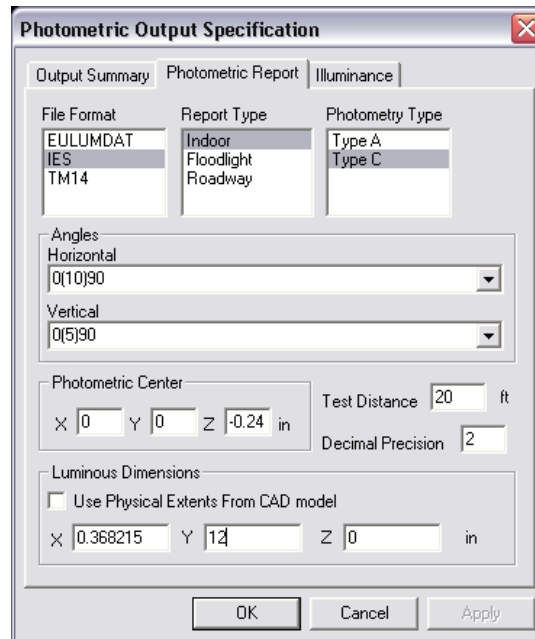 Photometric Output Specification
Output Summary Photometric Report Illuminance
File Format Report Type Photometry Type
EULUMDAT Indoor Type A
IES Floodlight Type C
TM14 Roadway
Angles
Horizontal
0(10)90
Vertical
0(5)90
Photometric Center
X 0 Y 0 Z -0.24 in
Test Distance 20 ft
Decimal Precision 2
Luminous Dimensions
Use Physical Extents From CAD model
X 0.368215 Y 12 Z 0 in
OK Cancel Apply